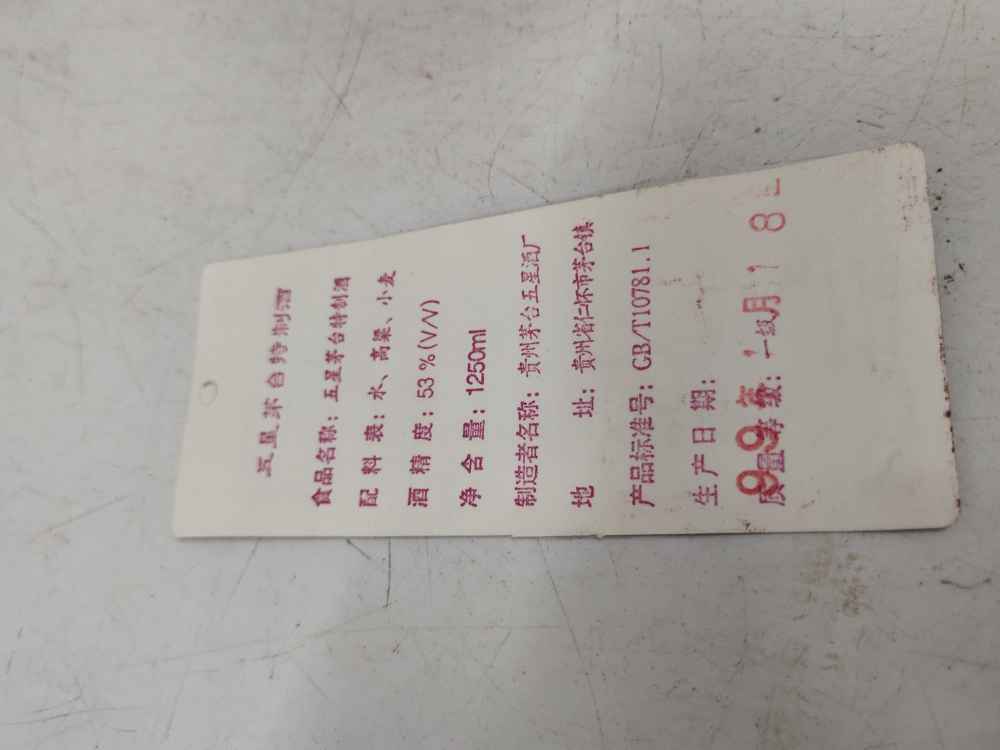 五星茅台特制酒
食品名称：五星茅台特制酒
配料表：水、高粱、小麦
酒精度：53%(V/V)
净含量：1250ml
制造者名称：贵州茅台五星酒厂
地址：贵州省仁怀市茅台镇
产品标准号：GB/T10781.1
生产日期：
99年 月 18
质量等级：一级